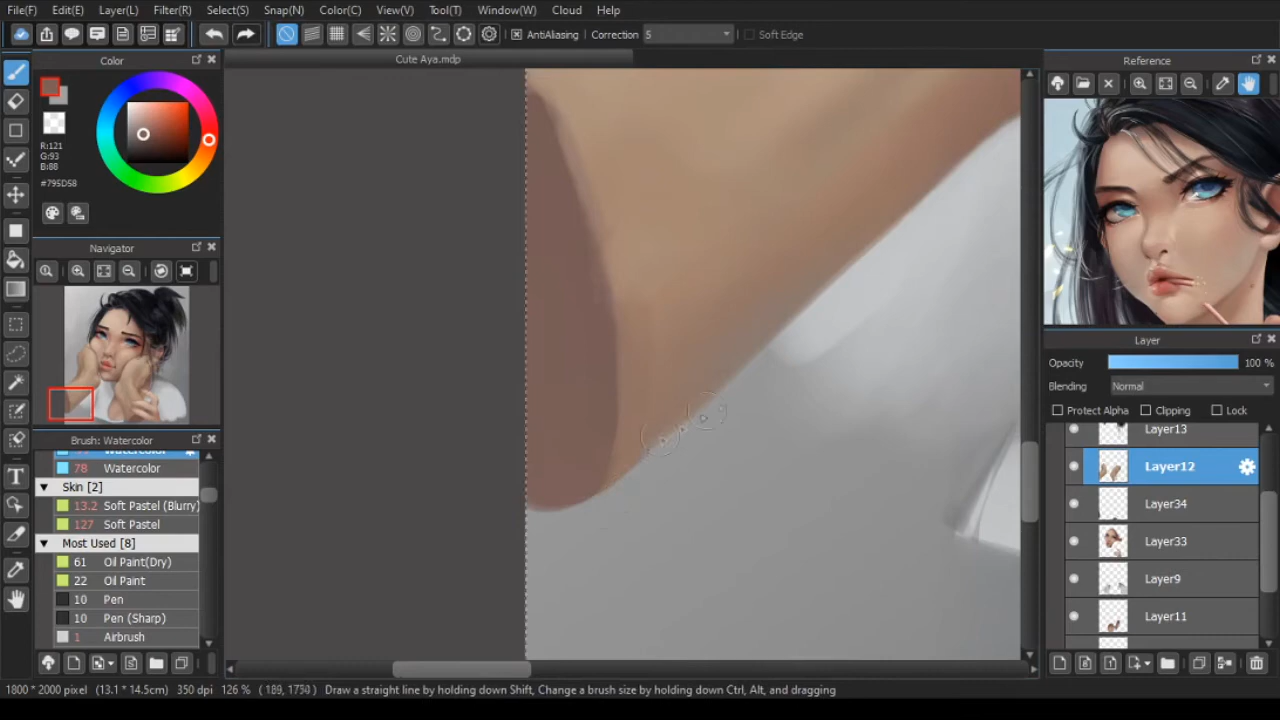 File(F) Edit(E) Layer(L) Filter(R) Select(S) Snap(N) Color(C) View(V) Tool(T) Window(W) Cloud Help
AntiAliasing Correction 5 Soft Edge
Color
Cute Aya.mdp
Reference
R:121
G:93
B:88
#795D58
Navigator
Layer
Opacity 100 %
Blending Normal
Protect Alpha Clipping Lock
Layer13
Brush: Watercolor
Watercolor
78 Watercolor
Layer12
Skin [2]
13.2 Soft Pastel (Blurry)
Layer34
127 Soft Pastel
Most Used [8]
Layer33
61 Oil Paint(Dry)
22 Oil Paint
Layer9
10 Pen
10 Pen (Sharp)
Layer11
1 Airbrush
1800 * 2000 pixel (13.1 * 14.5cm) 350 dpi 126 % ( 189, 1750 ) Draw a straight line by holding down Shift, Change a brush size by holding down Ctrl, Alt, and dragging